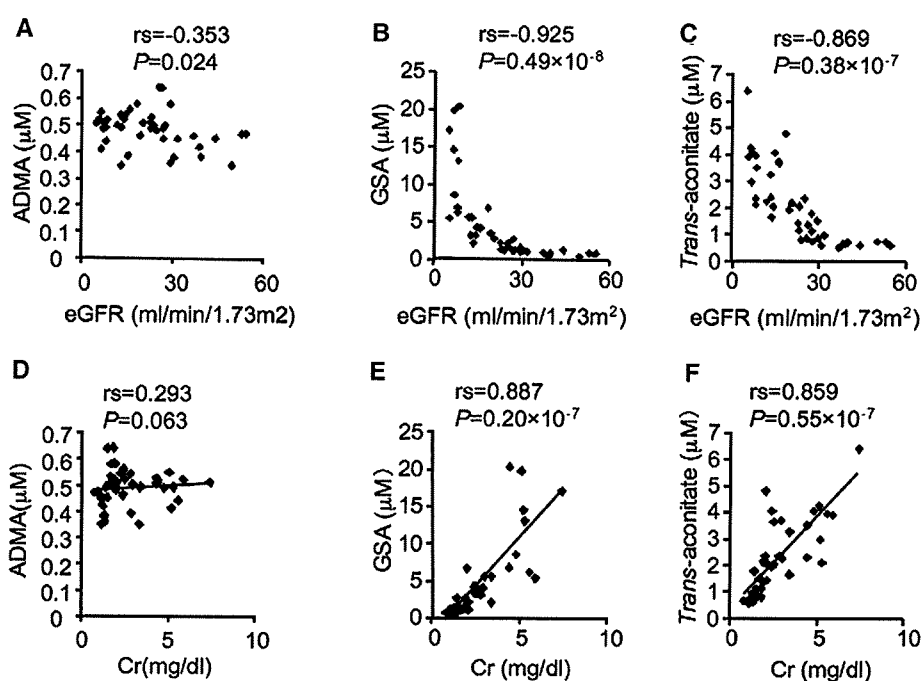 A
rs=-0.353
P=0.024
0.7
0.6
0.5
0.4
0.3
0.2
0.1
0
ADMA (μM)
0 30 60
eGFR (ml/min/1.73m2)
B
rs=-0.925
P=0.49×10-8
25
20
15
10
5
0
GSA (μM)
0 30 60
eGFR (ml/min/1.73m²)
C
rs=-0.869
P=0.38×10-7
7
6
5
4
3
2
1
0
Trans-aconitate (μM)
0 30 60
eGFR (ml/min/1.73m²)
D
rs=0.293
P=0.063
0.7
0.6
0.5
0.4
0.3
0.2
0.1
0
ADMA(μM)
0 5 10
Cr(mg/dl)
E
rs=0.887
P=0.20×10-7
25
20
15
10
5
0
GSA (μM)
0 5 10
Cr (mg/dl)
F
rs=0.859
P=0.55×10-7
7
6
5
4
3
2
1
0
Trans-aconitate (μM)
0 5 10
Cr (mg/dl)